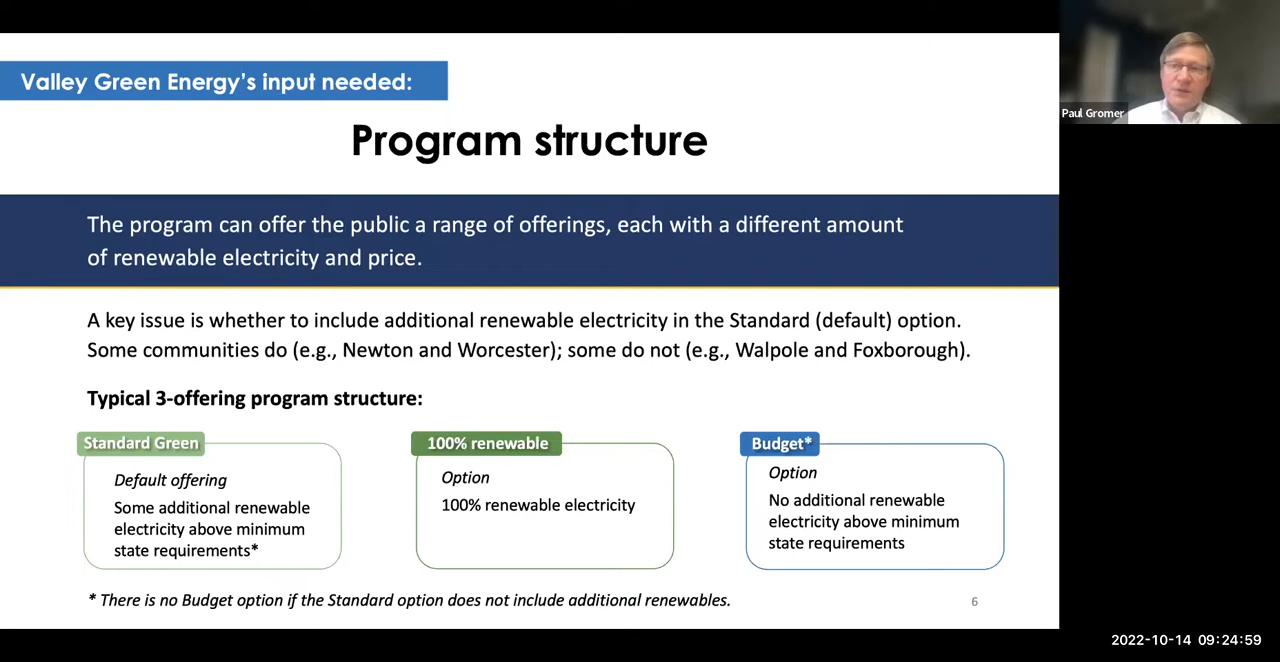 Valley Green Energy's input needed:
Program structure
The program can offer the public a range of offerings, each with a different amount
of renewable electricity and price.
A key issue is whether to include additional renewable electricity in the Standard (default) option.
Some communities do (e.g., Newton and Worcester); some do not (e.g., Walpole and Foxborough).
Typical 3-offering program structure:
Standard Green
Default offering
Some additional renewable
electricity above minimum
state requirements*
100% renewable
Option
100% renewable electricity
Budget*
Option
No additional renewable
electricity above minimum
state requirements
* There is no Budget option if the Standard option does not include additional renewables.
6
Paul Gromer
2022-10-14 09:24:59